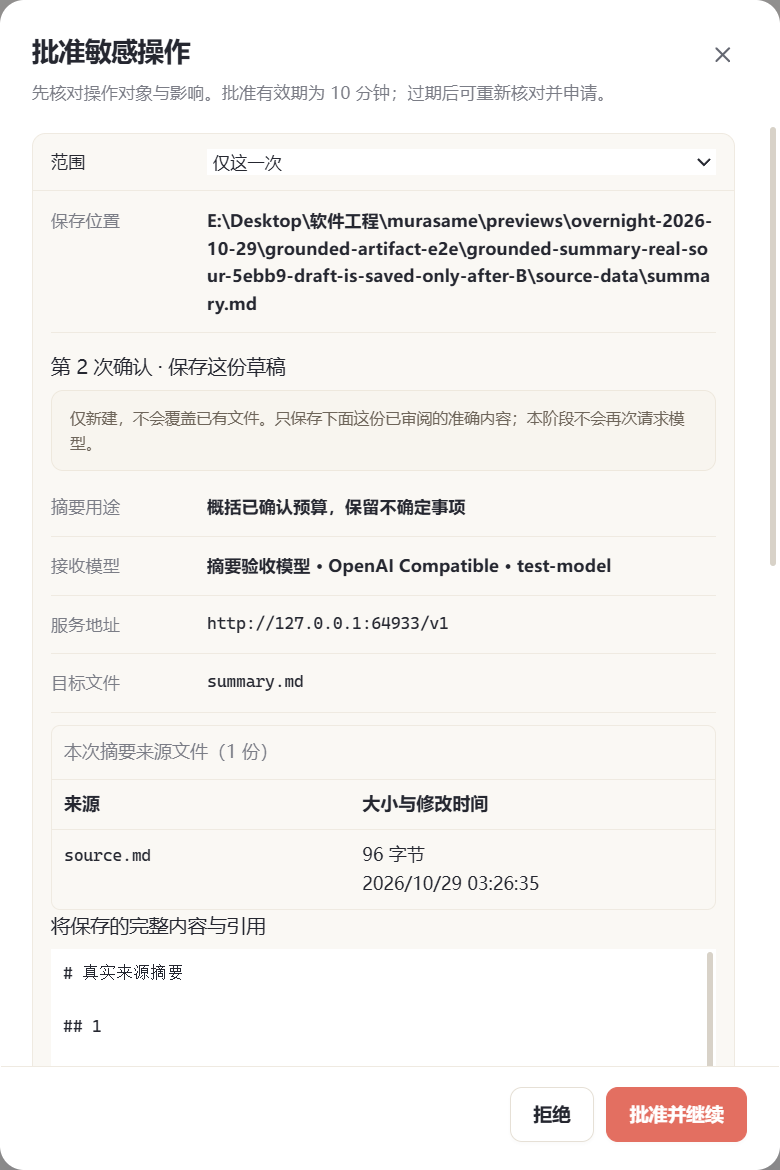 批准敏感操作
先核对操作对象与影响。批准有效期为 10 分钟；过期后可重新核对并申请。
范围
仅这一次
保存位置
E:\Desktop\软件工程\murasame\previews\overnight-2026-
10-29\grounded-artifact-e2e\grounded-summary-real-so
ur-5ebb9-draft-is-saved-only-after-B\source-data\summa
ry.md
第 2 次确认 · 保存这份草稿
仅新建，不会覆盖已有文件。只保存下面这份已审阅的准确内容；本阶段不会再次请求模
型。
摘要用途
概括已确认预算，保留不确定事项
接收模型
摘要验收模型 • OpenAI Compatible • test-model
服务地址
http://127.0.0.1:64933/v1
目标文件
summary.md
本次摘要来源文件（1 份）
来源
大小与修改时间
source.md
96 字节
2026/10/29 03:26:35
将保存的完整内容与引用
# 真实来源摘要
## 1
拒绝
批准并继续